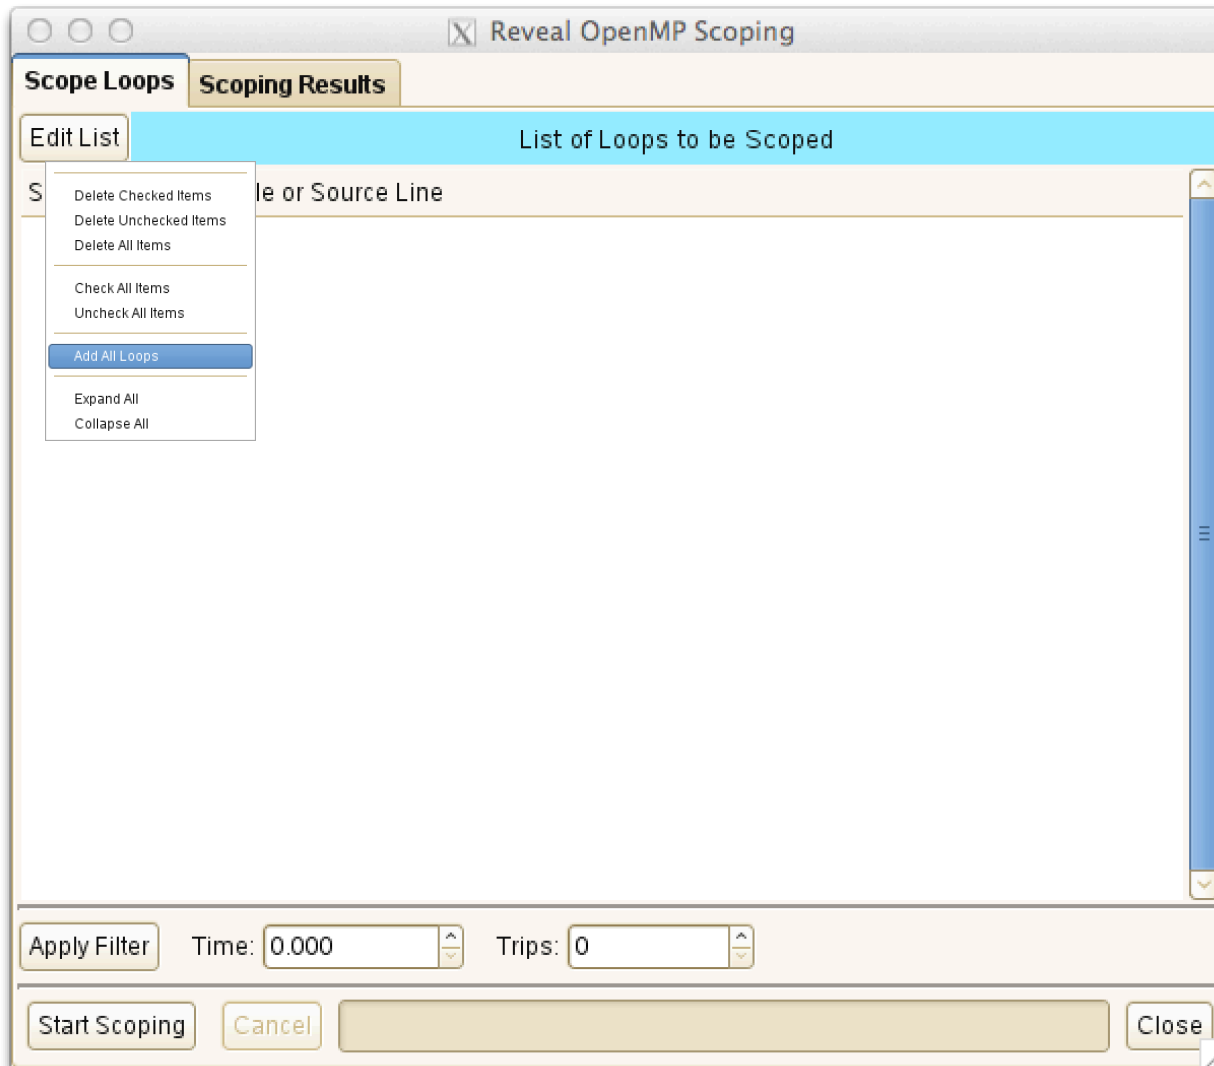 Reveal OpenMP Scoping
Scope Loops Scoping Results
Edit List List of Loops to be Scoped
S le or Source Line
Delete Checked Items
Delete Unchecked Items
Delete All Items
Check All Items
Uncheck All Items
Add All Loops
Expand All
Collapse All
Apply Filter Time: 0.000 Trips: 0
Start Scoping Cancel Close